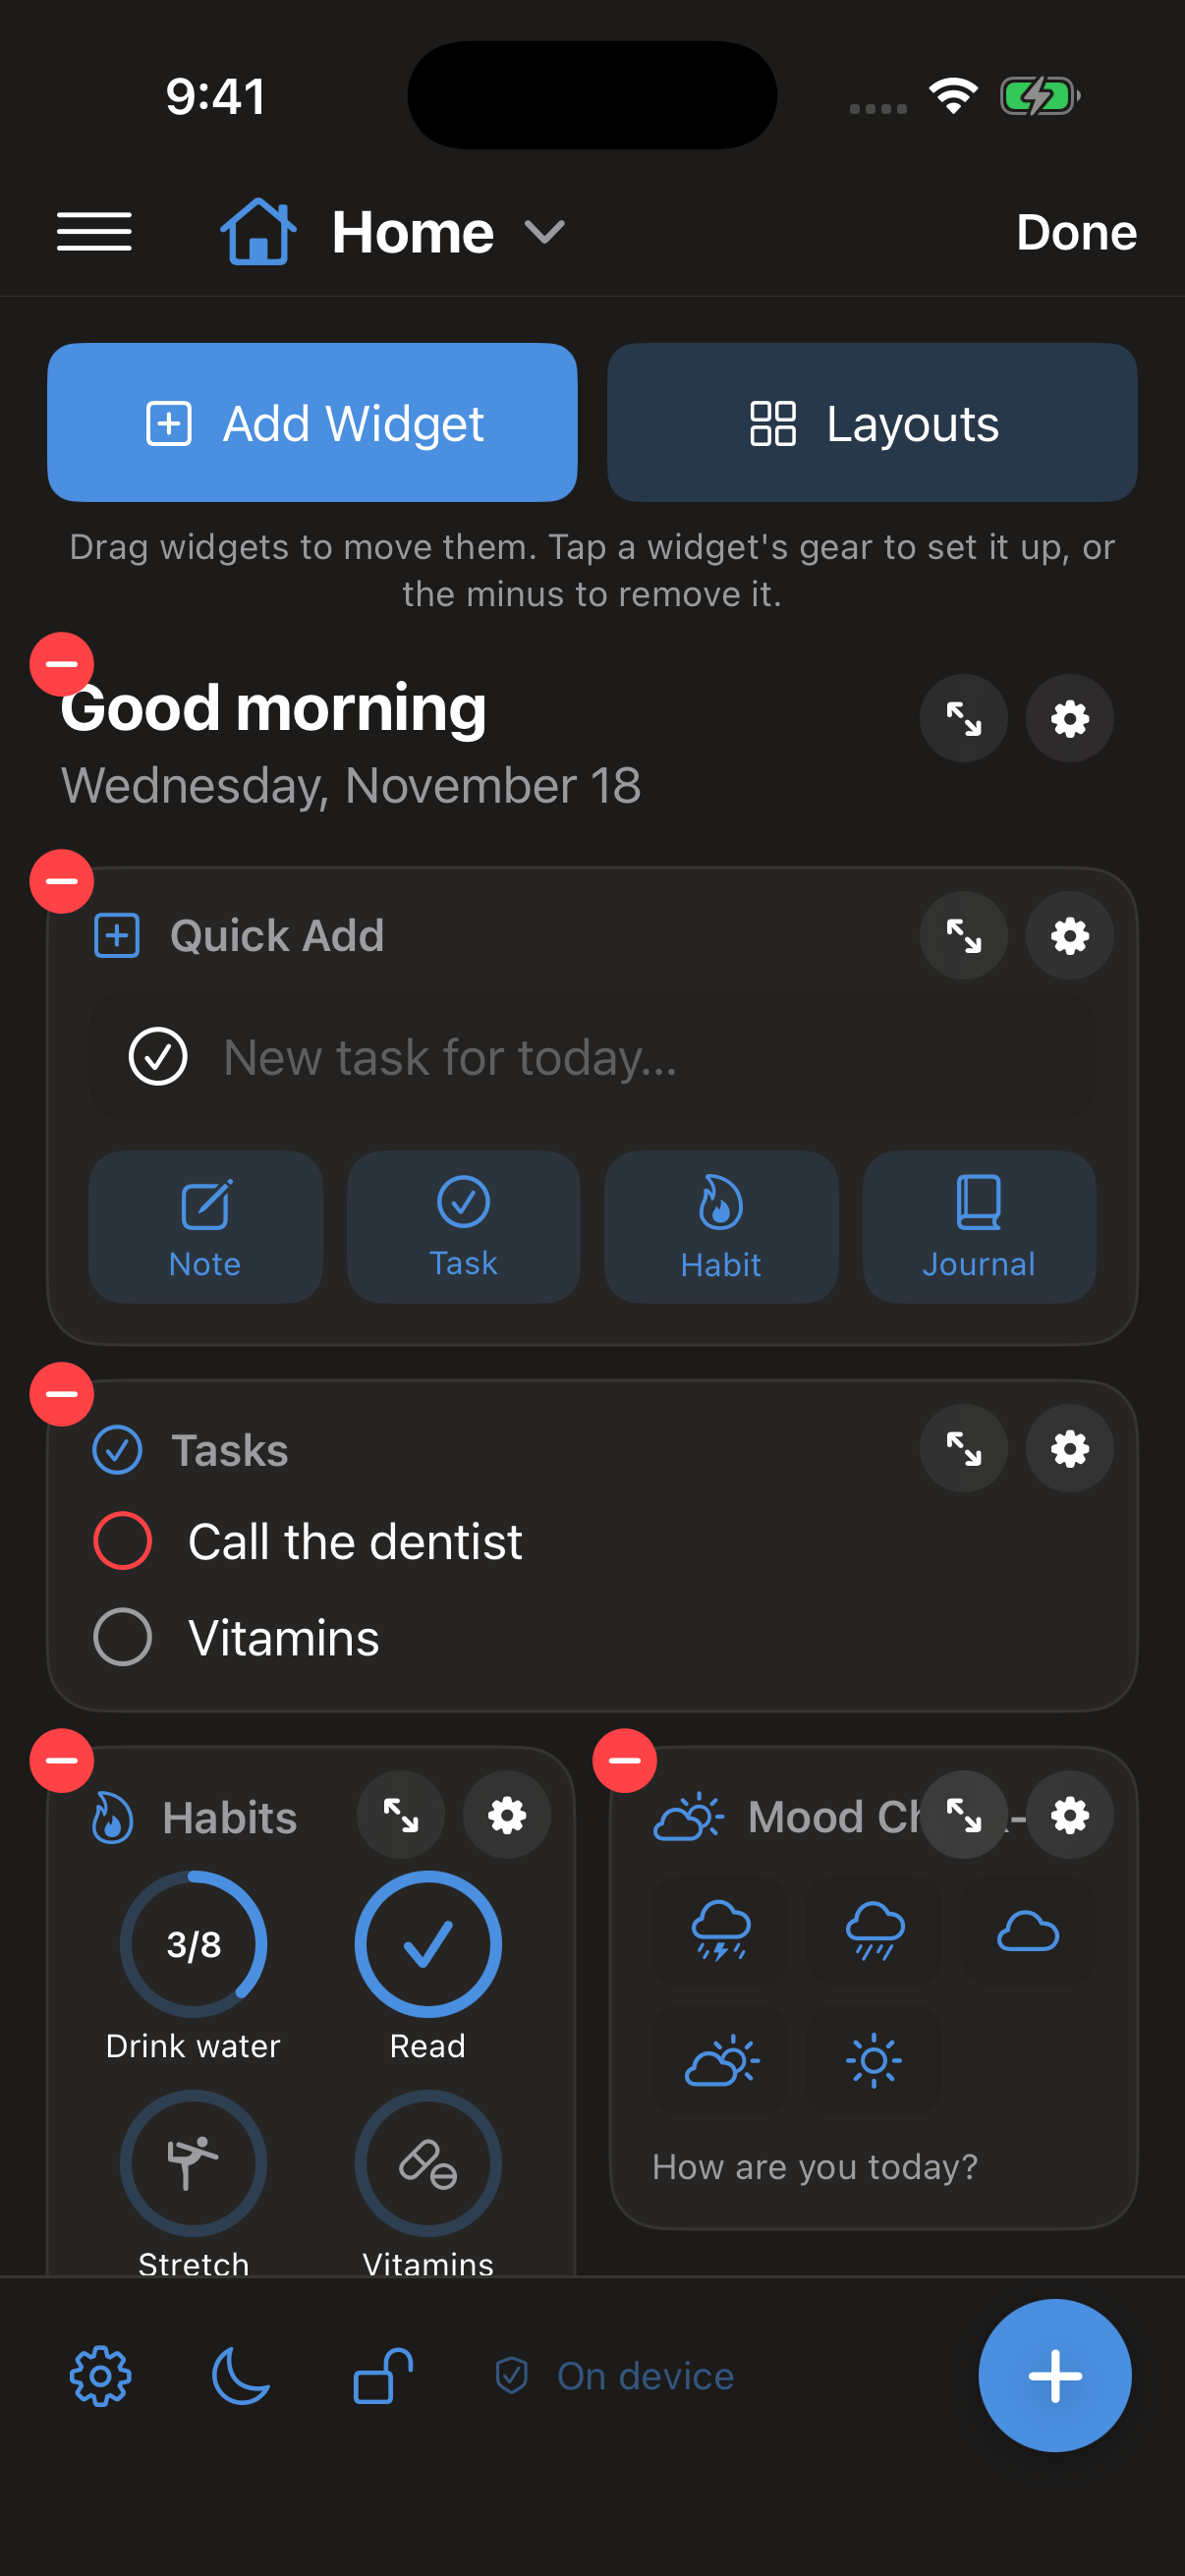 9:41
Home
Done
Add Widget
Layouts
Drag widgets to move them. Tap a widget's gear to set it up, or
the minus to remove it.
Good morning
Wednesday, November 18
Quick Add
New task for today...
Note
Task
Habit
Journal
Tasks
Call the dentist
Vitamins
Habits
Mood
3/8
Drink water
Read
How are you today?
Stretch
Vitamins
On device